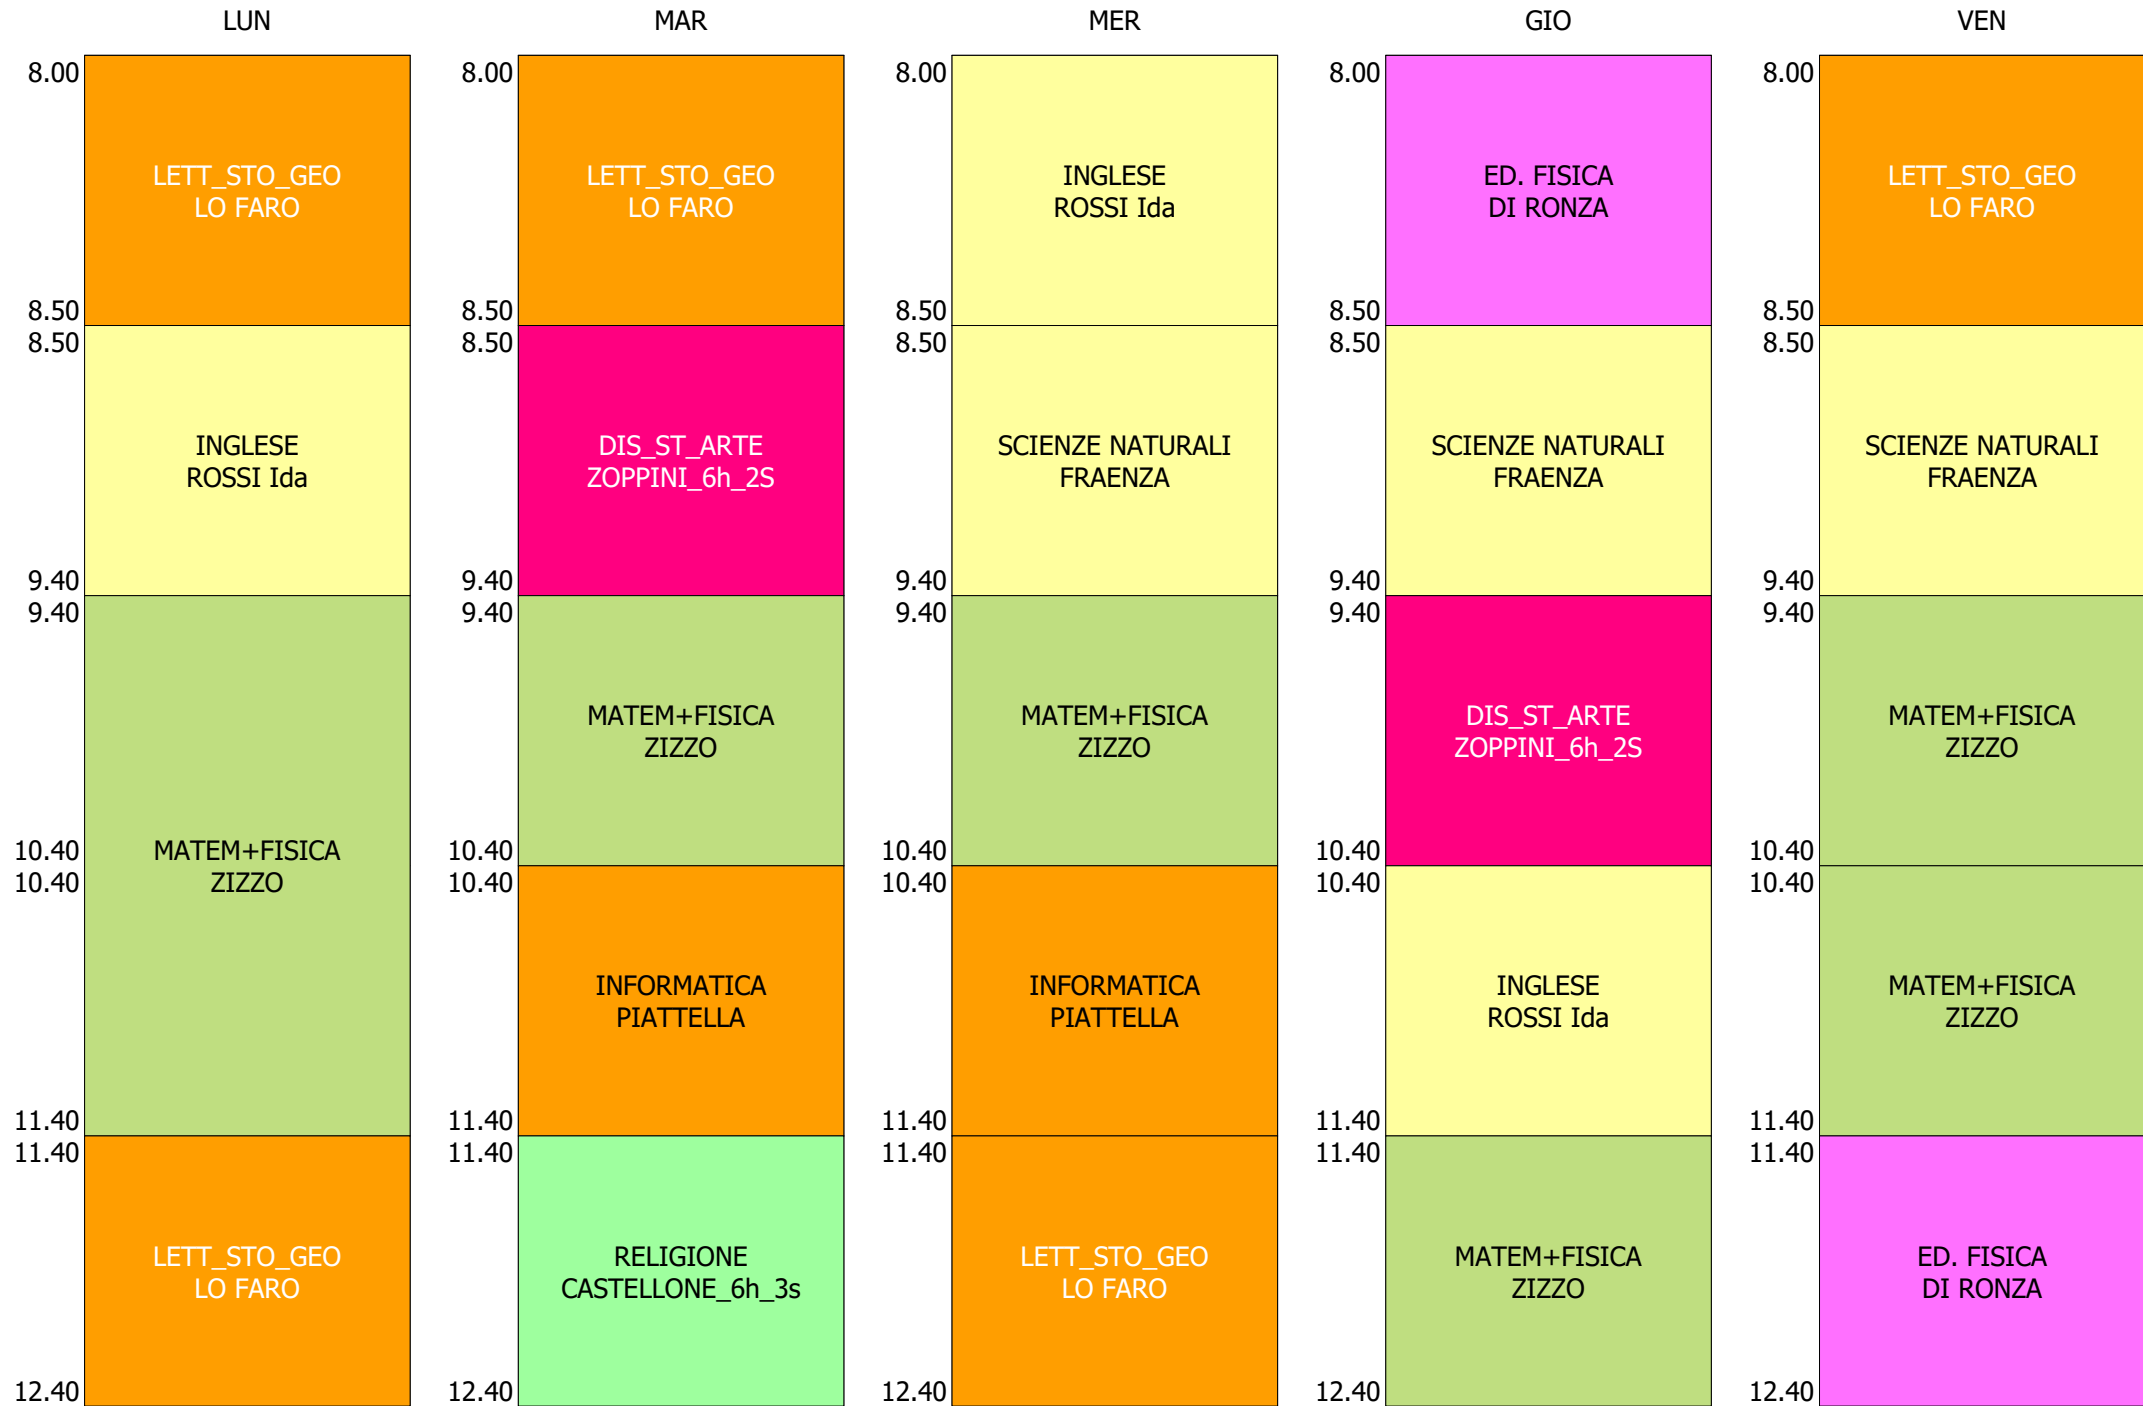 LUN
MAR
MER
GIO
VEN
8.00
LETT_STO_GEO
LO FARO
8.50
8.50
INGLESE
ROSSI Ida
9.40
9.40
MATEM+FISICA
ZIZZO
10.40
10.40
11.40
11.40
LETT_STO_GEO
LO FARO
12.40
8.00
LETT_STO_GEO
LO FARO
8.50
8.50
DIS_ST_ARTE
ZOPPINI_6h_2S
9.40
9.40
MATEM+FISICA
ZIZZO
10.40
10.40
INFORMATICA
PIATTELLA
11.40
11.40
RELIGIONE
CASTELLONE_6h_3s
12.40
8.00
INGLESE
ROSSI Ida
8.50
8.50
SCIENZE NATURALI
FRAENZA
9.40
9.40
MATEM+FISICA
ZIZZO
10.40
10.40
INFORMATICA
PIATTELLA
11.40
11.40
LETT_STO_GEO
LO FARO
12.40
8.00
ED. FISICA
DI RONZA
8.50
8.50
SCIENZE NATURALI
FRAENZA
9.40
9.40
DIS_ST_ARTE
ZOPPINI_6h_2S
10.40
10.40
INGLESE
ROSSI Ida
11.40
11.40
MATEM+FISICA
ZIZZO
12.40
8.00
LETT_STO_GEO
LO FARO
8.50
8.50
SCIENZE NATURALI
FRAENZA
9.40
9.40
MATEM+FISICA
ZIZZO
10.40
10.40
MATEM+FISICA
ZIZZO
11.40
11.40
ED. FISICA
DI RONZA
12.40